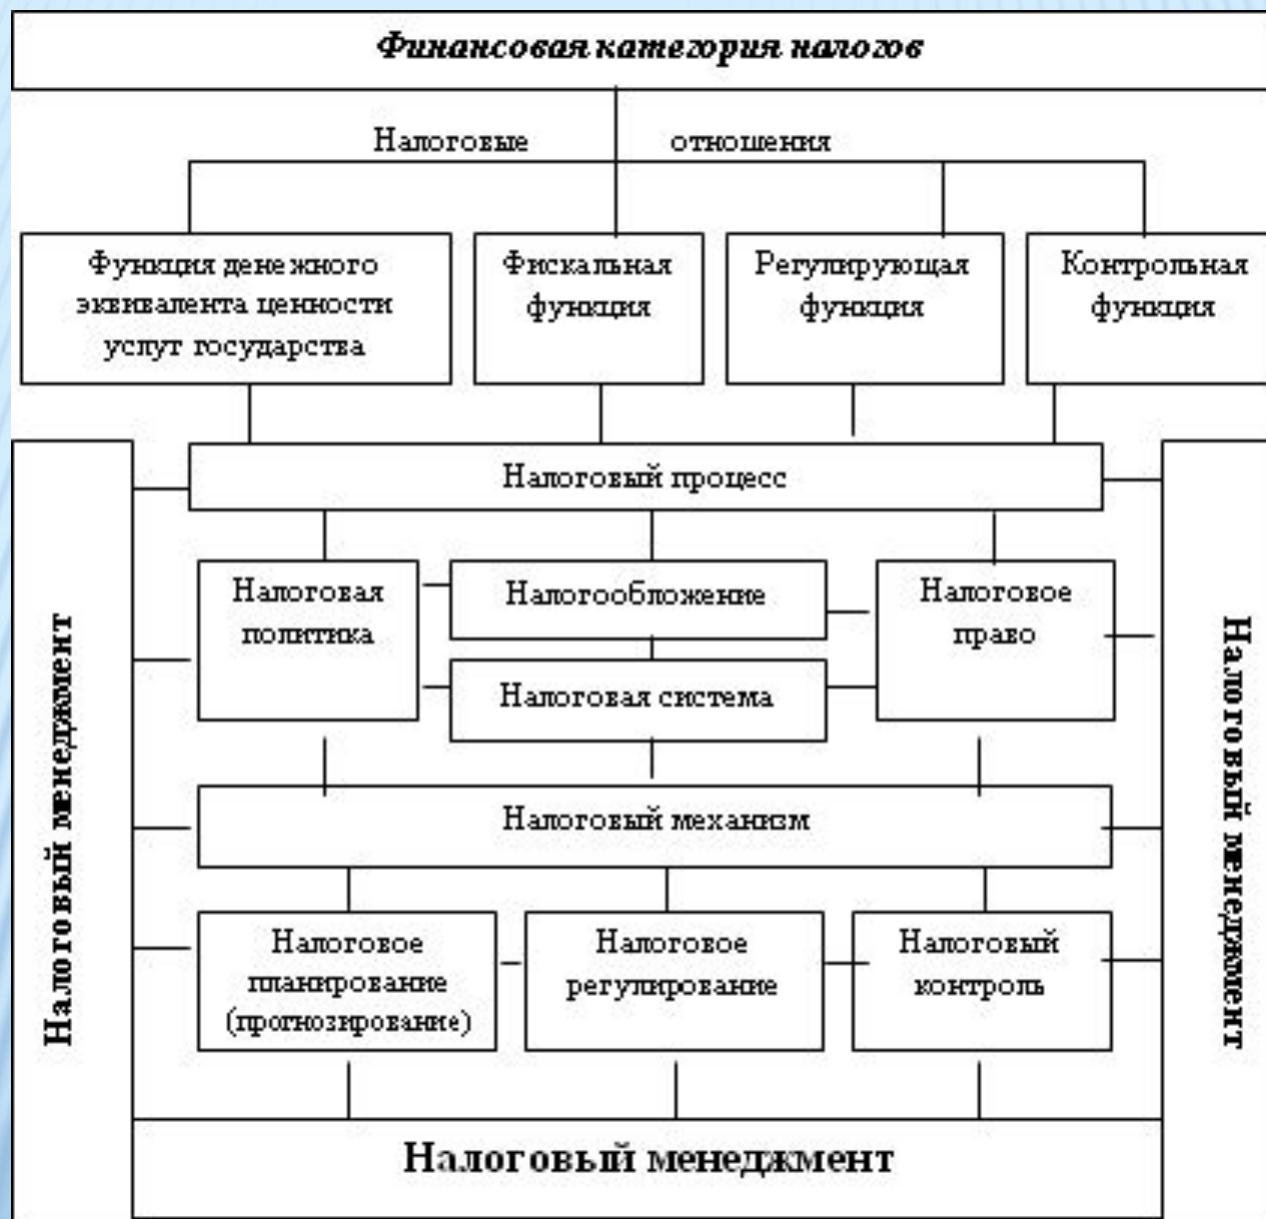 Финансовая категория налогов
Налоговые отношения
Функция денежного
эквивалента ценности
услуг государства
Фискальная
функция
Регулирующая
функция
Контрольная
функция
Налоговый процесс
Налоговая
политика
Налогообложение
Налоговое
право
Налоговая система
Налоговый механизм
Налоговое
планирование
(прогнозирование)
Налоговое
регулирование
Налоговый
контроль
Налоговый менеджмент
Налоговый менеджмент
Налоговый менеджмент